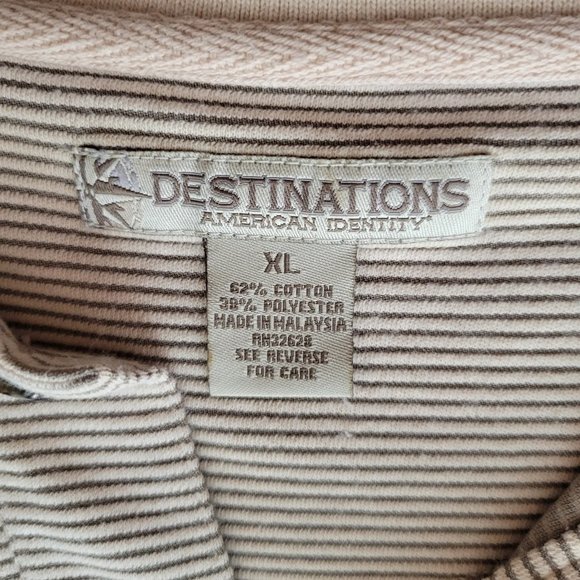 DESTINATIONS
AMERICAN IDENTITY
XL
62% COTTON
38% POLYESTER
MADE IN MALAYSIA
RN32628
SEE REVERSE
FOR CARE